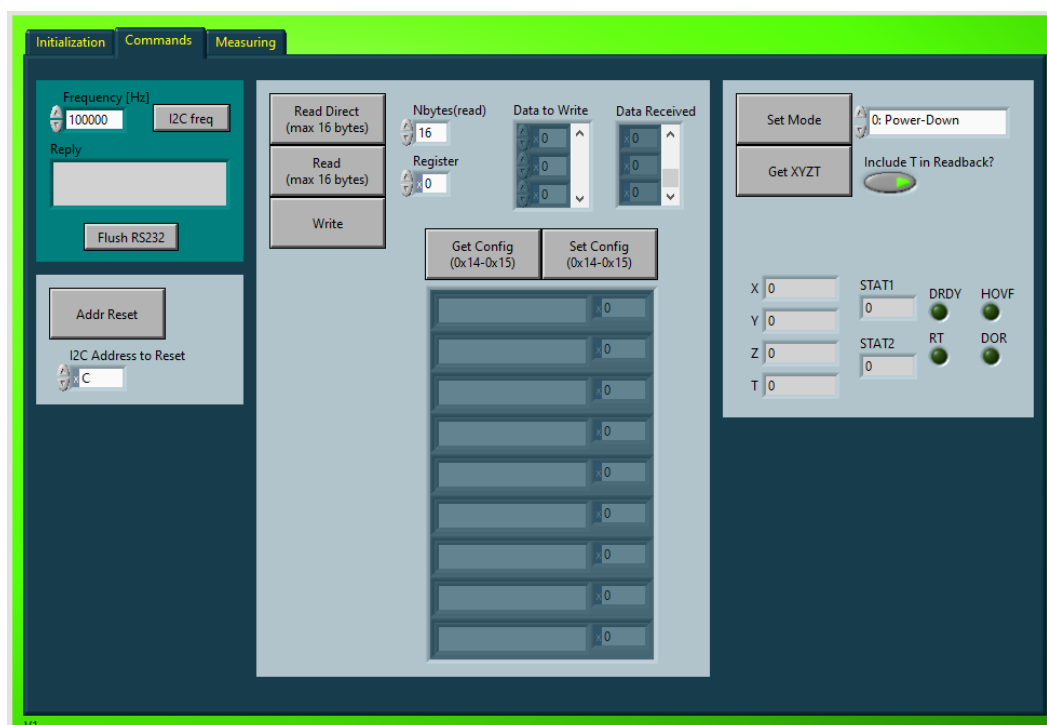 Initialization
Commands
Measuring
Frequency [Hz]
100000
I2C freq
Reply
Flush RS232
Addr Reset
I2C Address to Reset
x C
Read Direct
(max 16 bytes)
Read
(max 16 bytes)
Write
Nbytes(read)
16
Register
x 0
Data to Write
x 0
x 0
x 0
Data Received
x 0
x 0
x 0
Get Config
(0x14-0x15)
Set Config
(0x14-0x15)
x 0
x 0
x 0
x 0
x 0
x 0
x 0
x 0
x 0
Set Mode
0: Power-Down
Get XYZT
Include T in Readback?
X 0
Y 0
Z 0
T 0
STAT1
0
STAT2
0
DRDY
HOVF
RT
DOR
V1